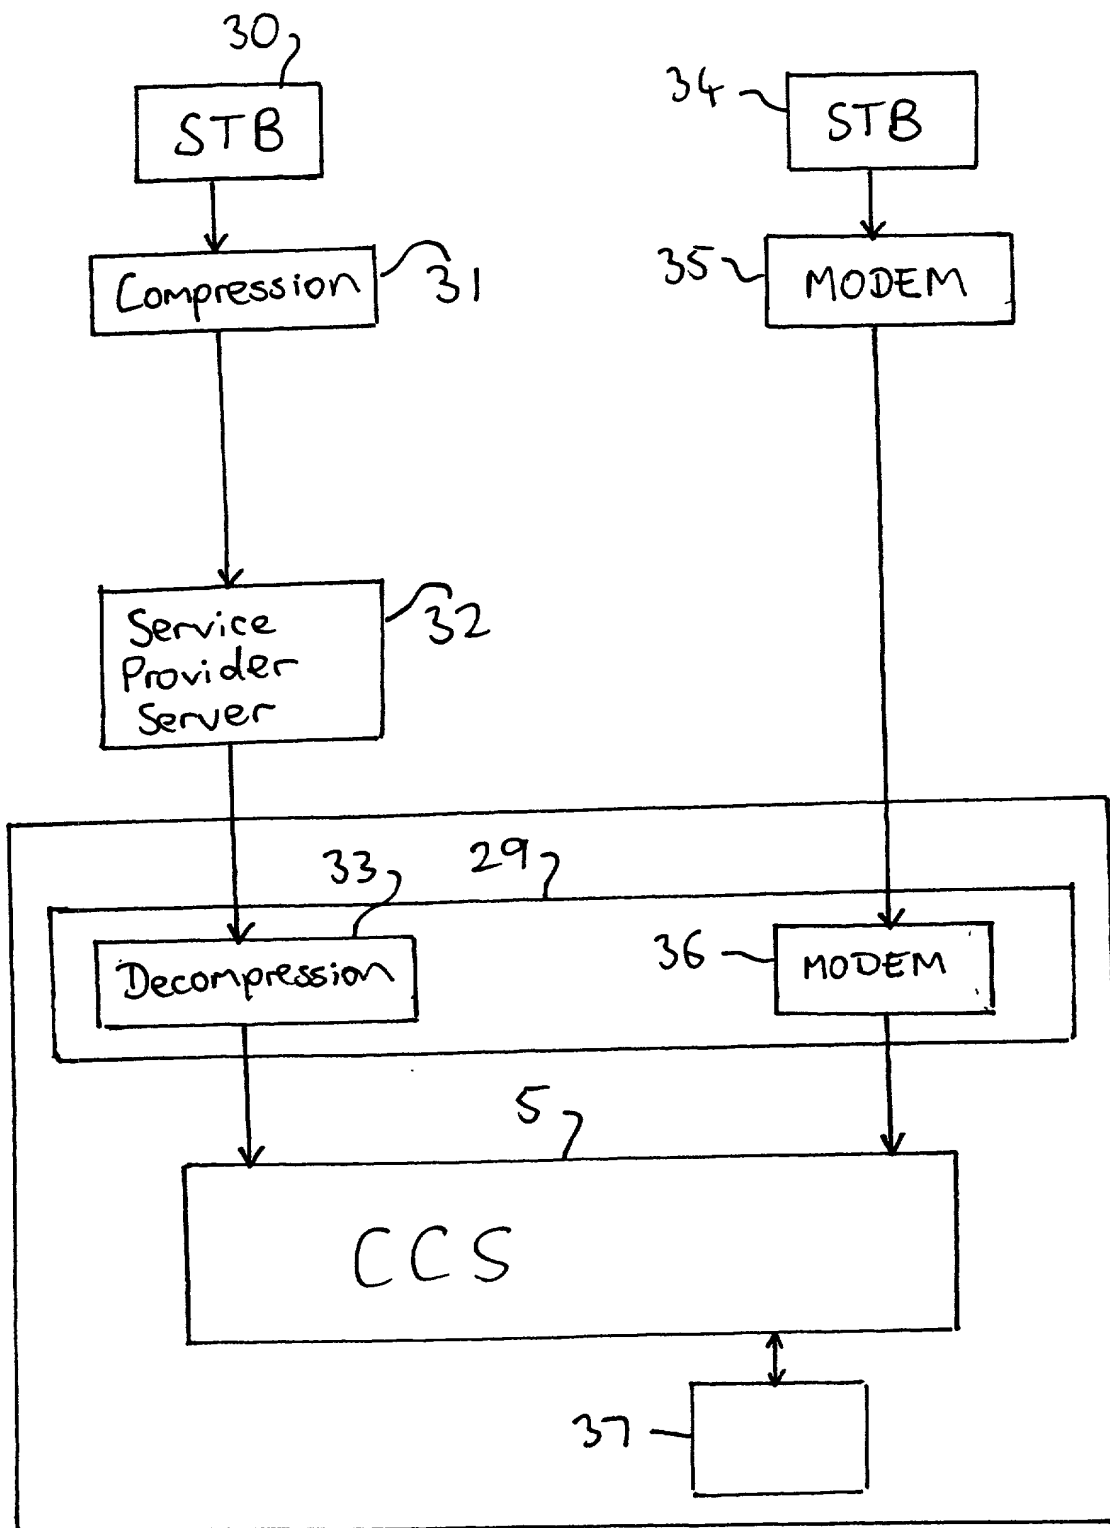 30
STB
34
STB
Compression
31
35
MODEM
Service
Provider
Server
32
33
29
Decompression
36
MODEM
5
CCS
37